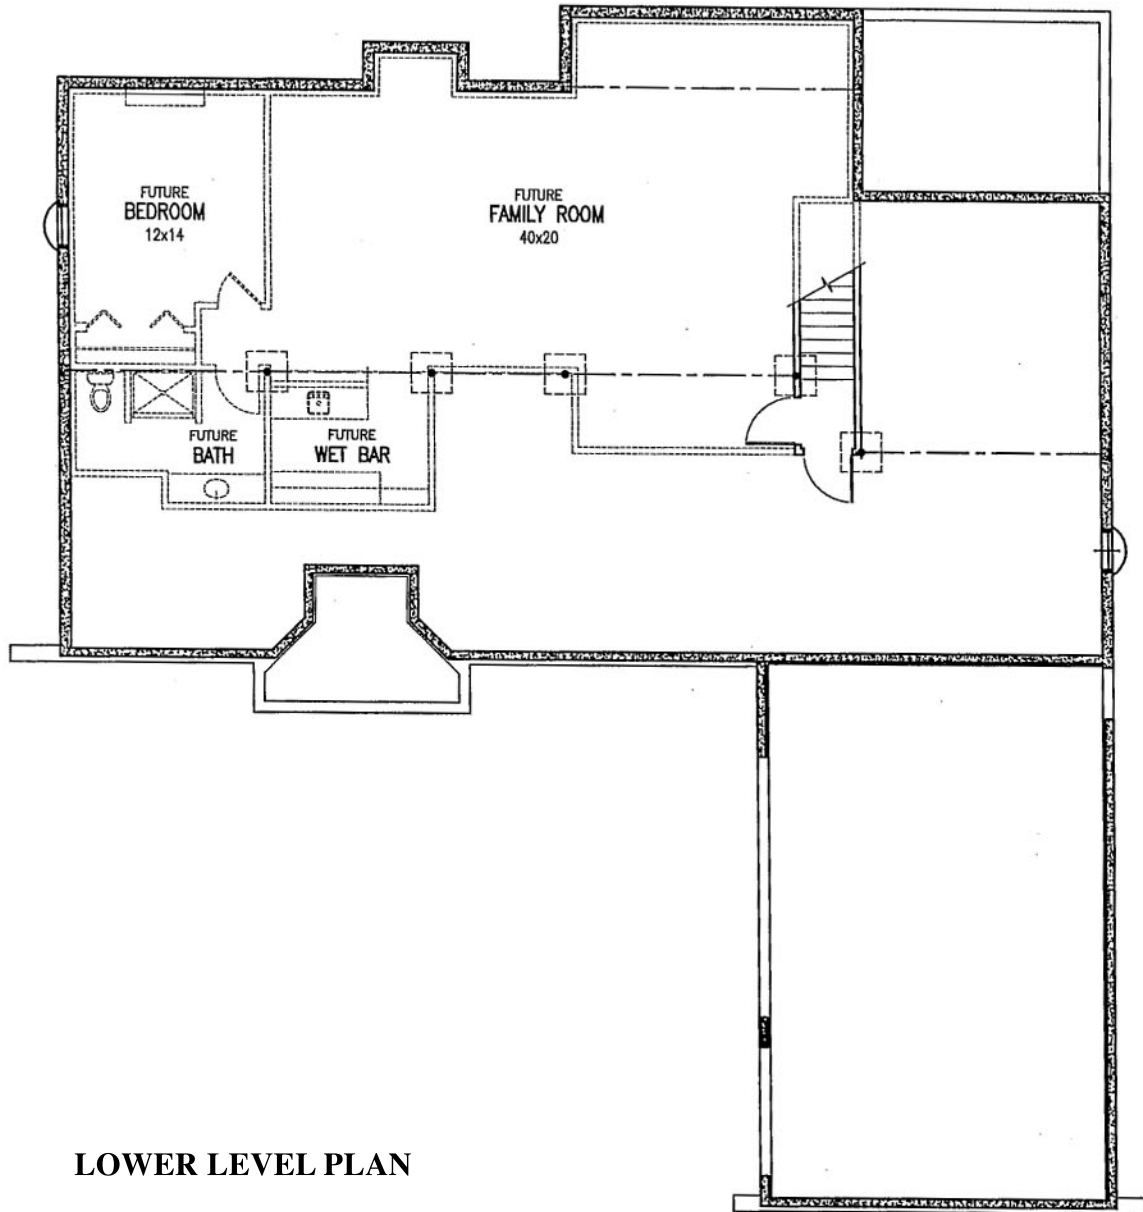 FUTURE
BEDROOM
12x14
FUTURE
FAMILY ROOM
40x20
FUTURE
BATH
FUTURE
WET BAR
LOWER LEVEL PLAN